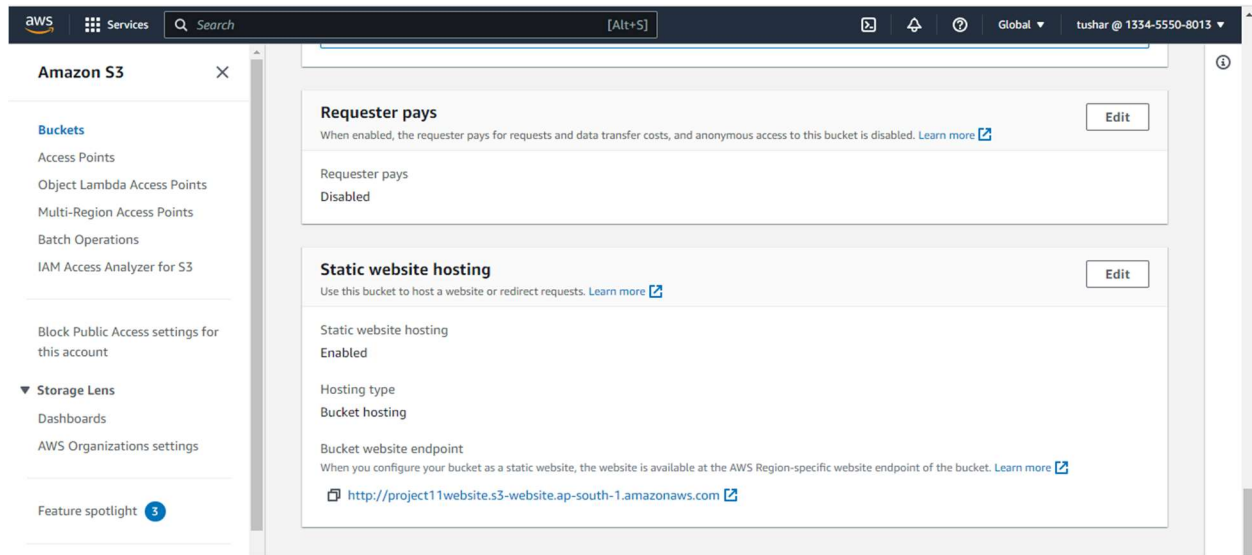 aws
Services
Search
[Alt+S]
Global
tushar @ 1334-5550-8013
Amazon S3
Buckets
Access Points
Object Lambda Access Points
Multi-Region Access Points
Batch Operations
IAM Access Analyzer for S3
Block Public Access settings for
this account
Storage Lens
Dashboards
AWS Organizations settings
Feature spotlight 3
Requester pays
Edit
When enabled, the requester pays for requests and data transfer costs, and anonymous access to this bucket is disabled. Learn more
Requester pays
Disabled
Static website hosting
Edit
Use this bucket to host a website or redirect requests. Learn more
Static website hosting
Enabled
Hosting type
Bucket hosting
Bucket website endpoint
When you configure your bucket as a static website, the website is available at the AWS Region-specific website endpoint of the bucket. Learn more
http://project11website.s3-website.ap-south-1.amazonaws.com